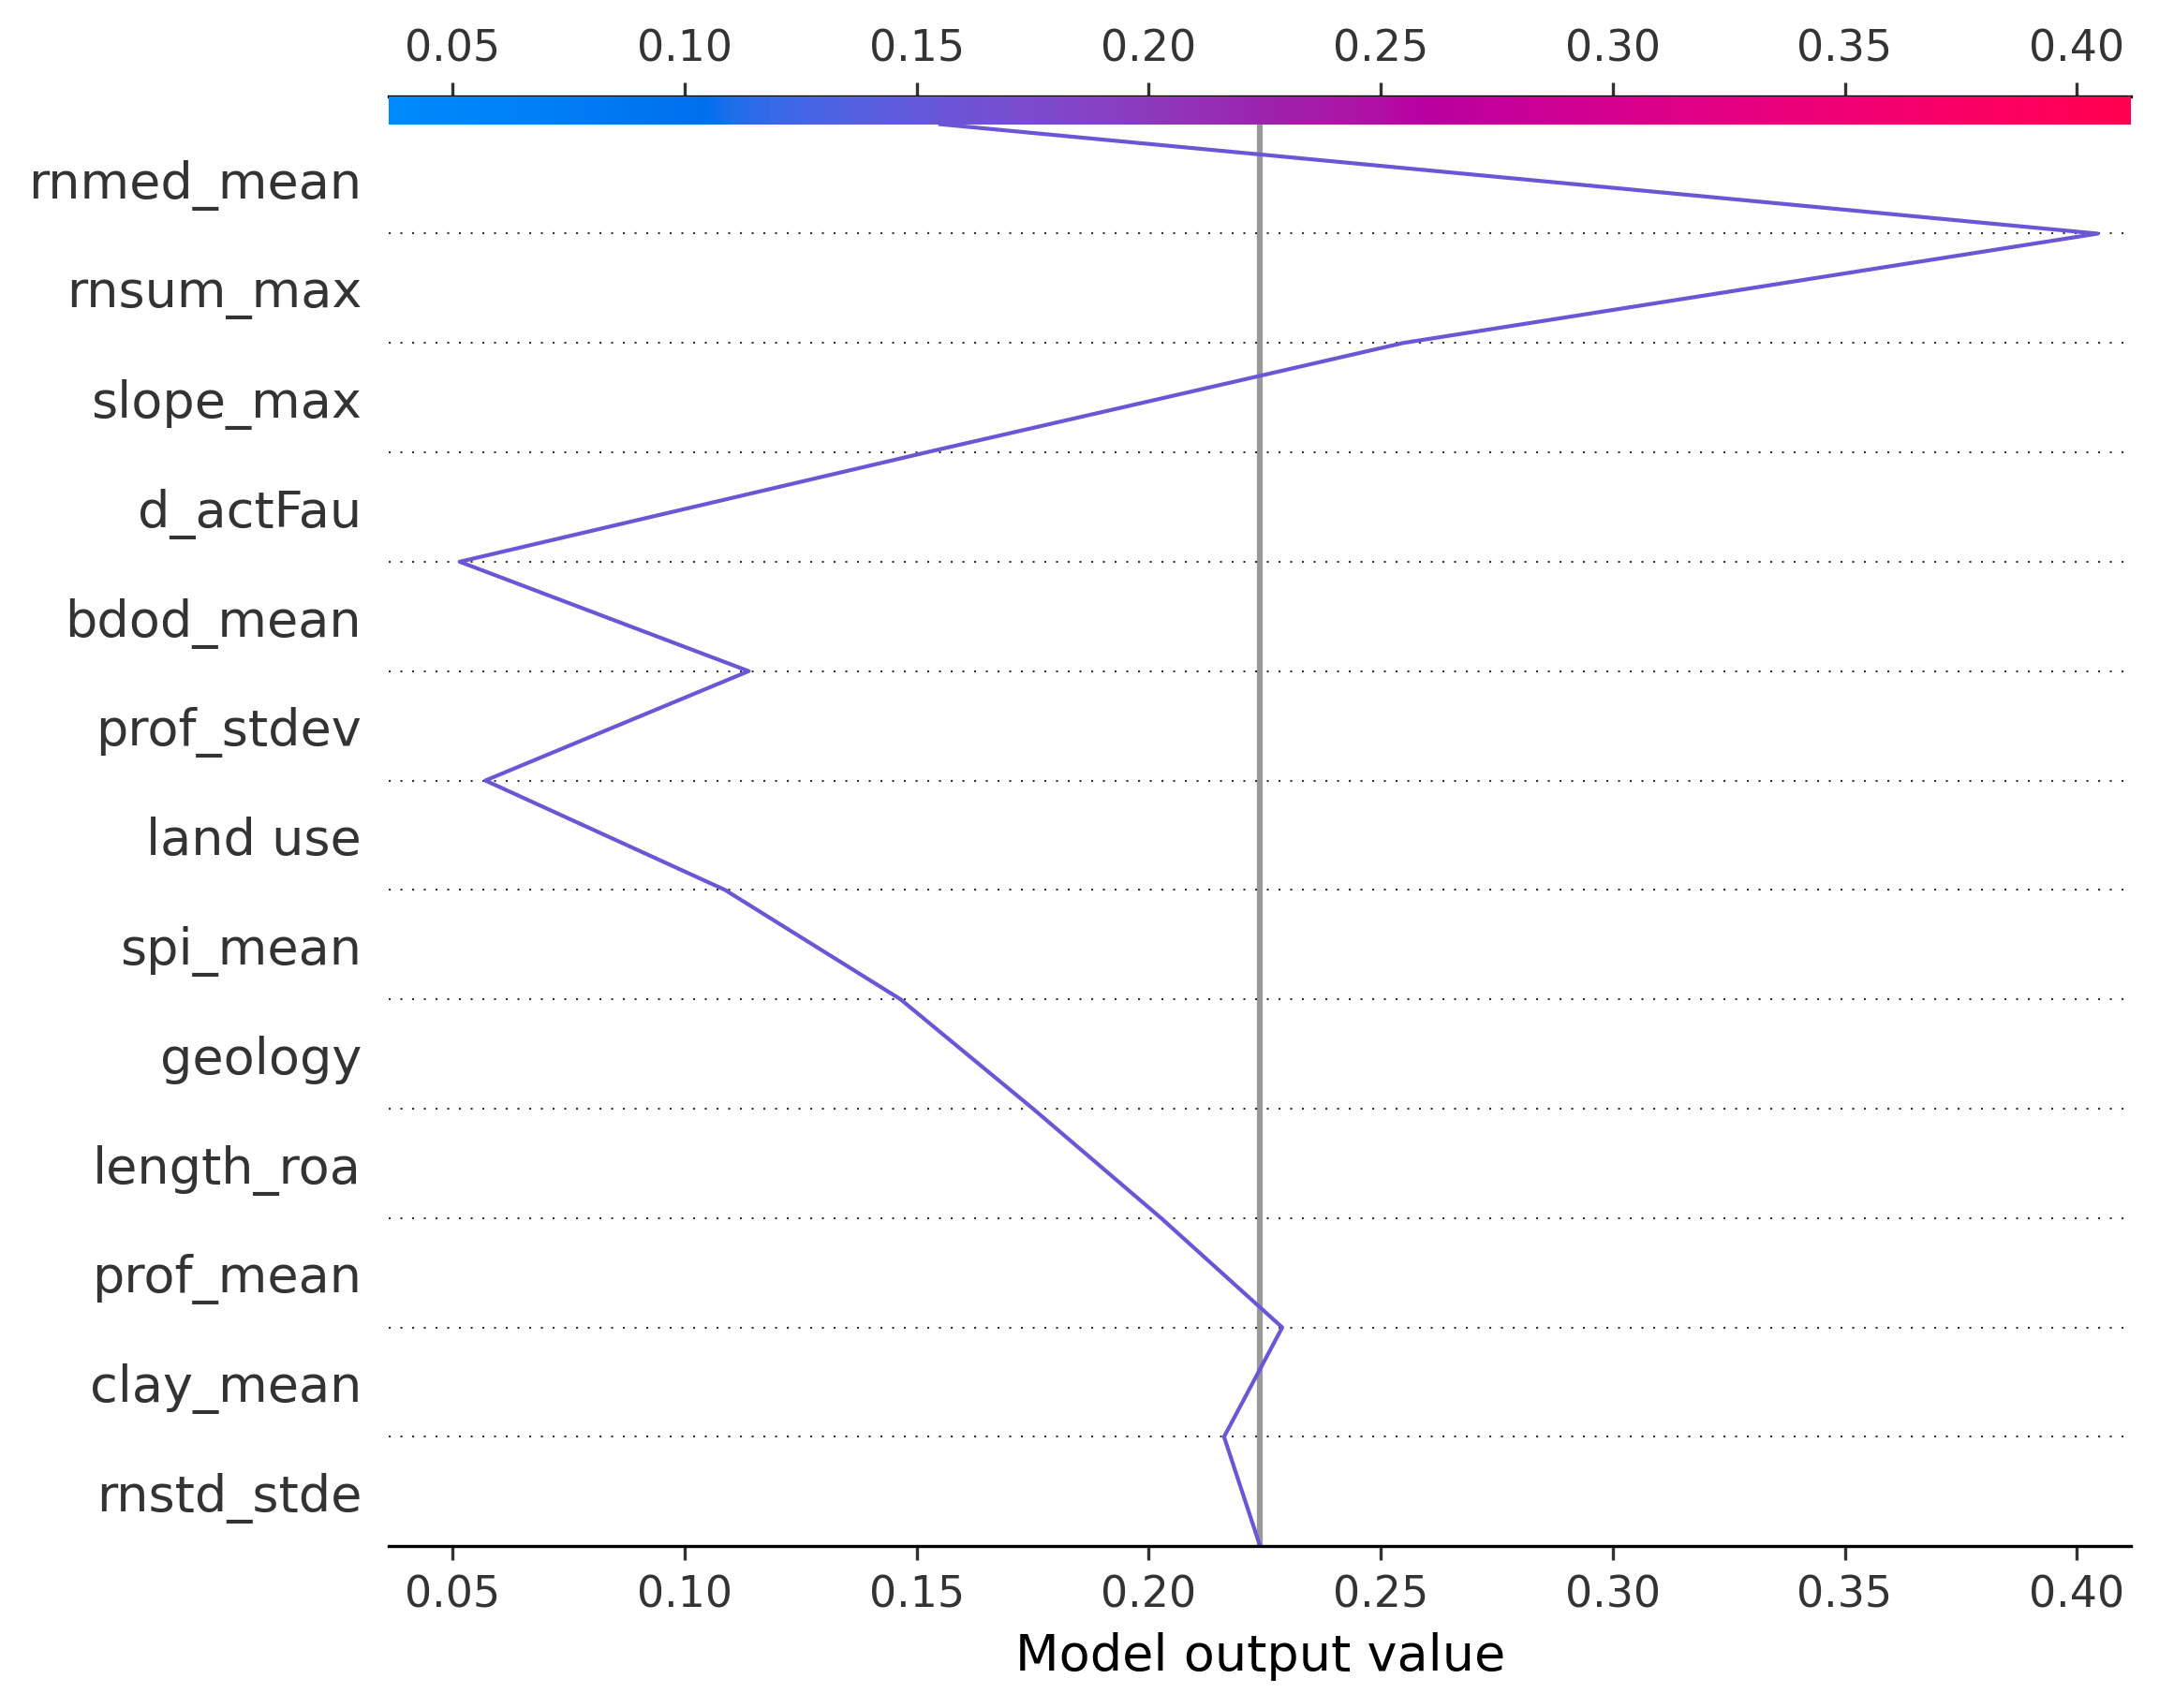 0.05 0.10 0.15 0.20 0.25 0.30 0.35 0.40
rnmed_mean
rnsum_max
slope_max
d_actFau
bdod_mean
prof_stdev
land use
spi_mean
geology
length_roa
prof_mean
clay_mean
rnstd_stde
0.05 0.10 0.15 0.20 0.25 0.30 0.35 0.40
Model output value